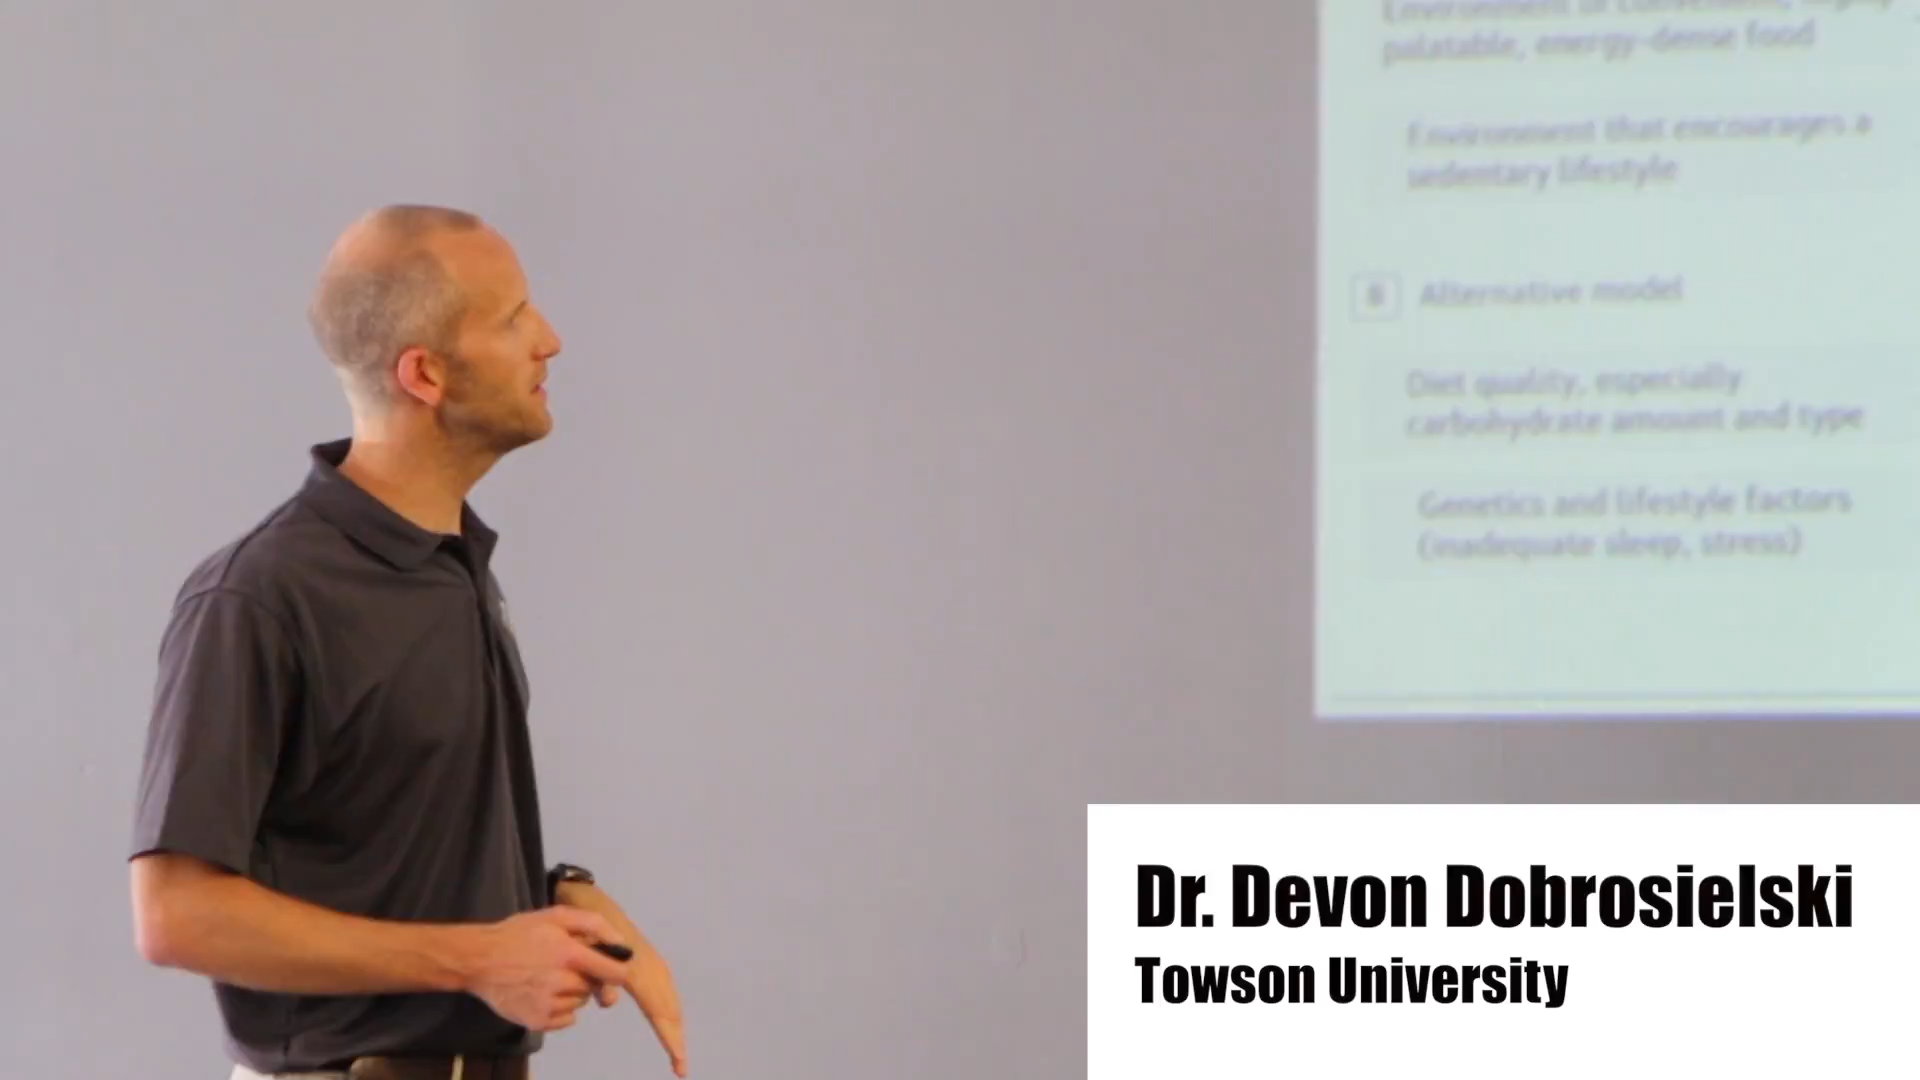 palatable, energy-dense food
Environment that encourages a
sedentary lifestyle
B Alternative model
Diet quality, especially
carbohydrate amount and type
Genetics and lifestyle factors
(inadequate sleep, stress)
Dr. Devon Dobrosielski
Towson University